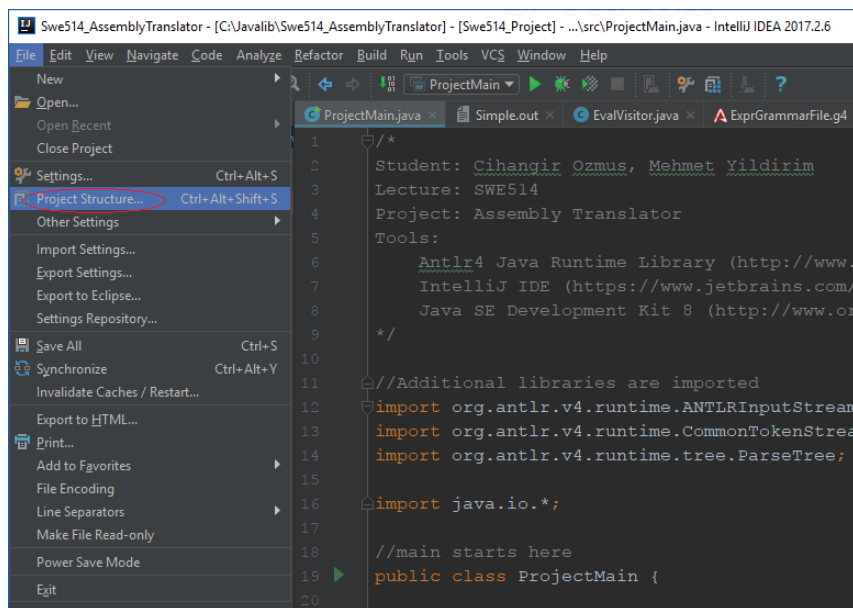 Swe514_AssemblyTranslator - [C:\Javalib\Swe514_AssemblyTranslator] - [Swe514_Project] - ...\src\ProjectMain.java - IntelliJ IDEA 2017.2.6
File Edit View Navigate Code Analyze Refactor Build Run Tools VCS Window Help
New
Open...
Open Recent
Close Project
Settings... Ctrl+Alt+S
Project Structure... Ctrl+Alt+Shift+S
Other Settings
Import Settings...
Export Settings...
Export to Eclipse...
Settings Repository...
Save All Ctrl+S
Synchronize Ctrl+Alt+Y
Invalidate Caches / Restart...
Export to HTML...
Print...
Add to Favorites
File Encoding
Line Separators
Make File Read-only
Power Save Mode
Exit
ProjectMain
ProjectMain.java Simple.out EvalVisitor.java ExprGrammarFile.g4
1 /*
2 Student: Cihangir Ozmus, Mehmet Yildirim
3 Lecture: SWE514
4 Project: Assembly Translator
5 Tools:
6 Antlr4 Java Runtime Library (http://www.
7 IntelliJ IDE (https://www.jetbrains.com/
8 Java SE Development Kit 8 (http://www.or
9 */
10
11 //Additional libraries are imported
12 import org.antlr.v4.runtime.ANTLRInputStream
13 import org.antlr.v4.runtime.CommonTokenStrea
14 import org.antlr.v4.runtime.tree.ParseTree;
15
16 import java.io.*;
17
18 //main starts here
19 public class ProjectMain {
20